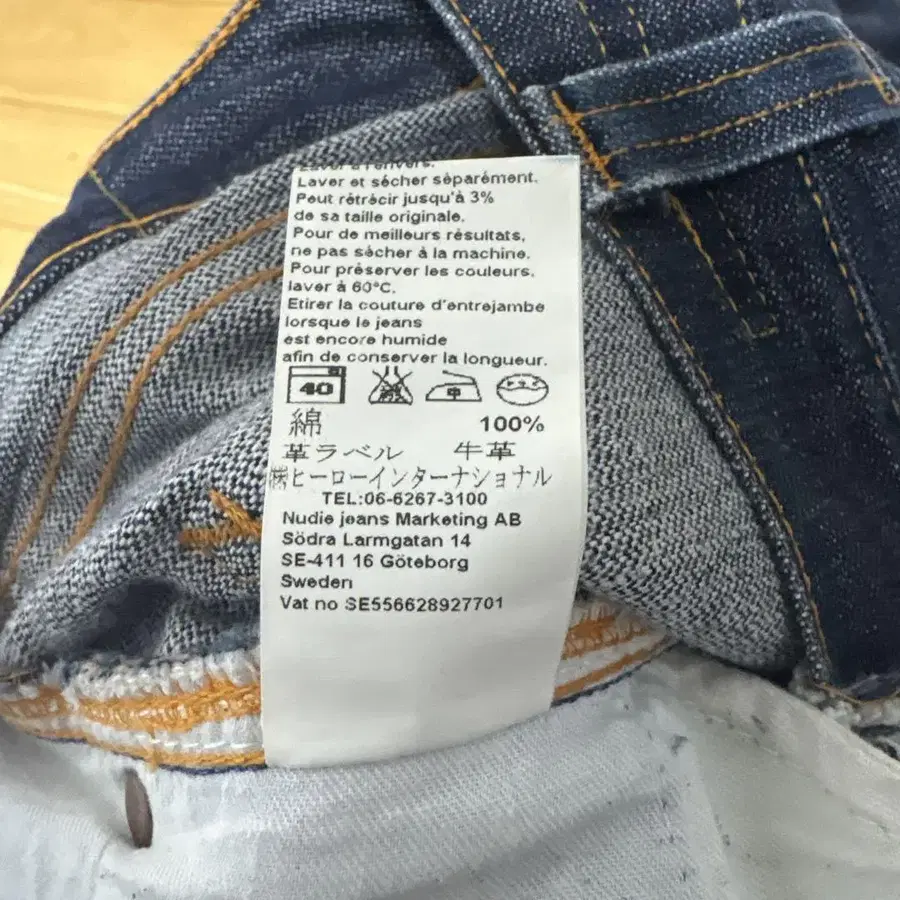 Laver à l'envers.
Laver et sécher séparément.
Peut rétrécir jusqu'à 3%
de sa taille originale.
Pour de meilleurs résultats,
ne pas sécher à la machine.
Pour préserver les couleurs,
laver à 60°C.
Etirer la couture d'entrejambe
lorsque le jeans
est encore humide
afin de conserver la longueur.
40 中
綿 100%
革ラベル 牛革
㈱ヒーローインターナショナル
TEL:06-6267-3100
Nudie jeans Marketing AB
Södra Larmgatan 14
SE-411 16 Göteborg
Sweden
Vat no SE556628927701